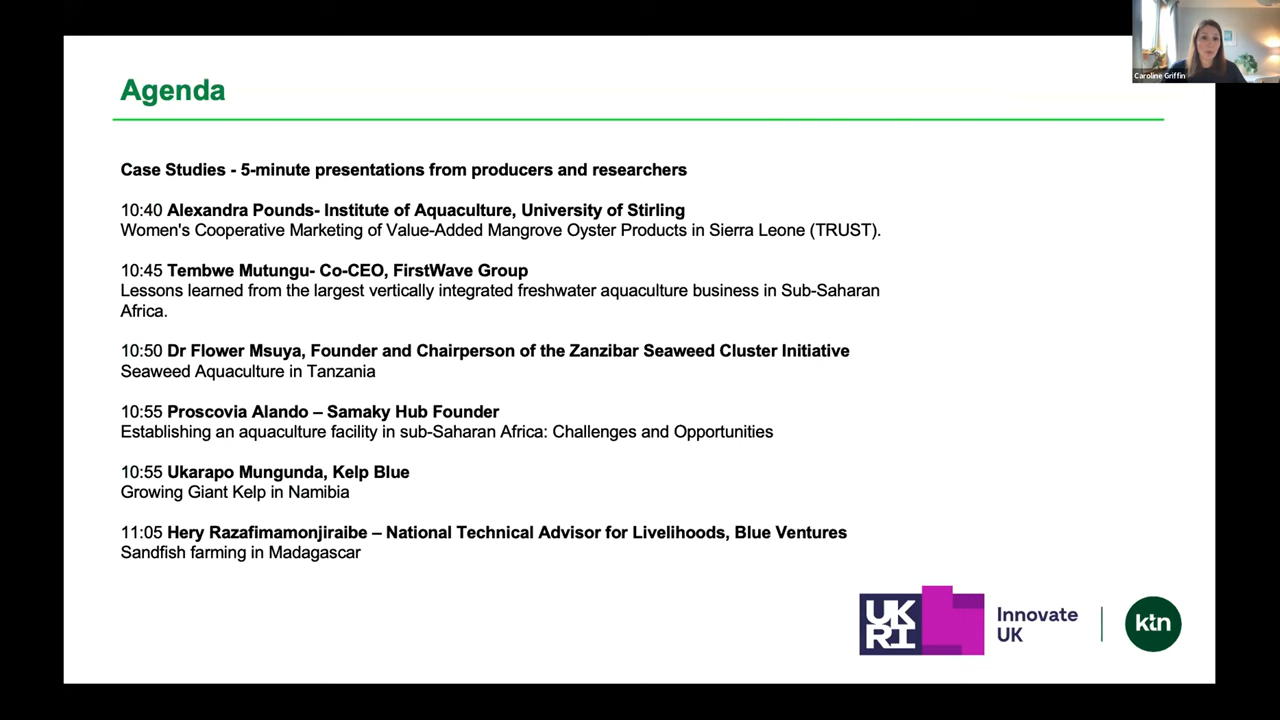 Caroline Griffin
Agenda
Case Studies - 5-minute presentations from producers and researchers
10:40 Alexandra Pounds- Institute of Aquaculture, University of Stirling
Women's Cooperative Marketing of Value-Added Mangrove Oyster Products in Sierra Leone (TRUST).
10:45 Tembwe Mutungu- Co-CEO, FirstWave Group
Lessons learned from the largest vertically integrated freshwater aquaculture business in Sub-Saharan
Africa.
10:50 Dr Flower Msuya, Founder and Chairperson of the Zanzibar Seaweed Cluster Initiative
Seaweed Aquaculture in Tanzania
10:55 Proscovia Alando – Samaky Hub Founder
Establishing an aquaculture facility in sub-Saharan Africa: Challenges and Opportunities
10:55 Ukarapo Mungunda, Kelp Blue
Growing Giant Kelp in Namibia
11:05 Hery Razafimamonjiraibe – National Technical Advisor for Livelihoods, Blue Ventures
Sandfish farming in Madagascar
UK
RI
Innovate
UK
ktn